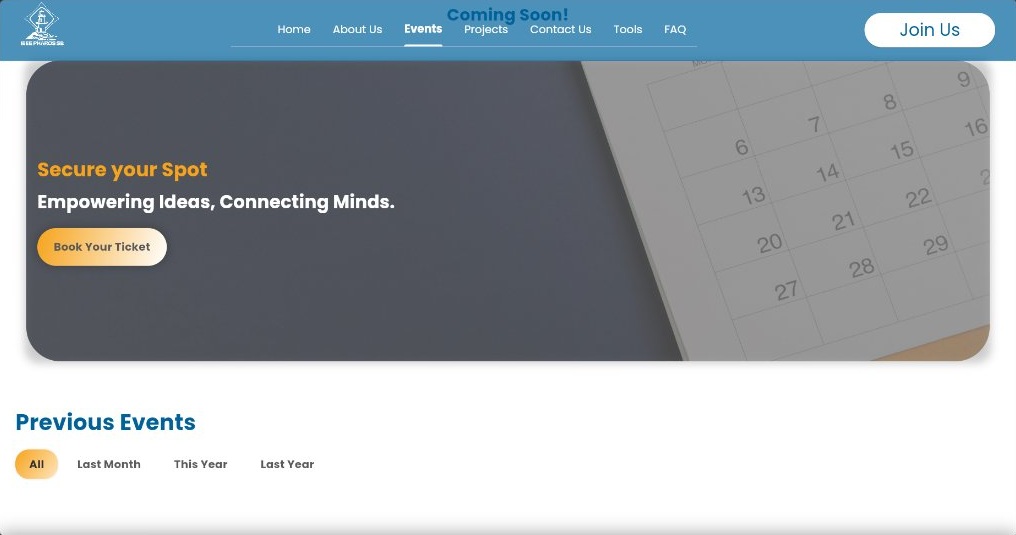 Coming Soon!
Home About Us Events Projects Contact Us Tools FAQ
Join Us
Secure your Spot
Empowering Ideas, Connecting Minds.
Book Your Ticket
9
6 7 8
13 14 15 16
20 21 22
27 28 29
Previous Events
All Last Month This Year Last Year